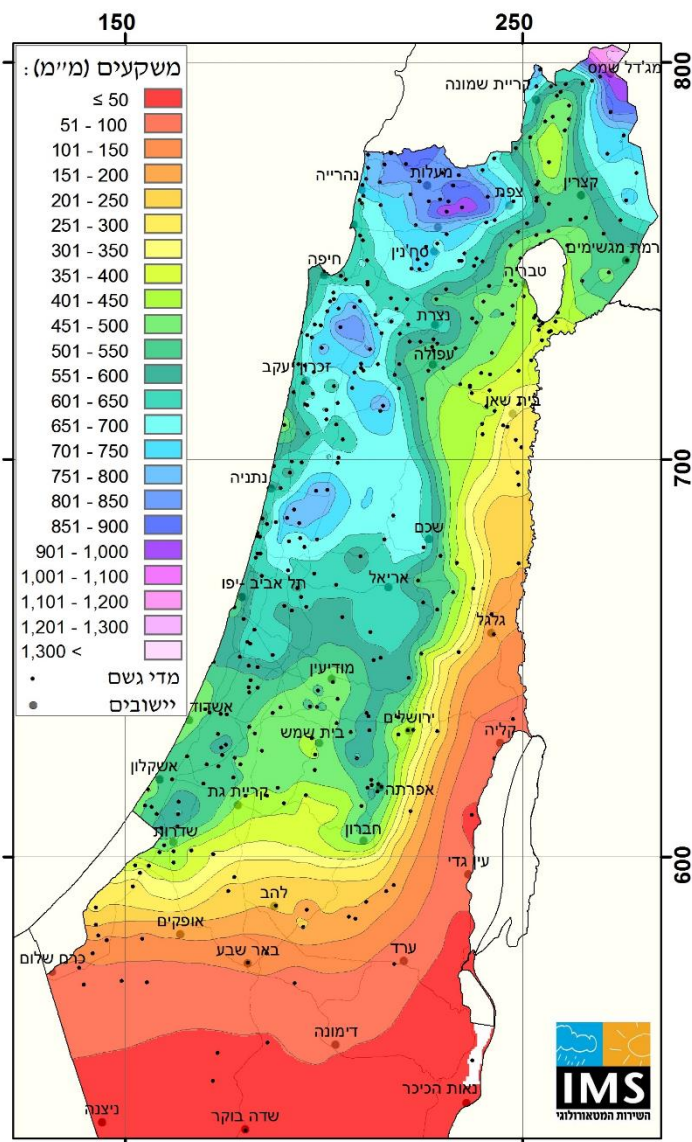 150
250
800
700
600
משקעים (מ"מ):
≤ 50
51 - 100
101 - 150
151 - 200
201 - 250
251 - 300
301 - 350
351 - 400
401 - 450
451 - 500
501 - 550
551 - 600
601 - 650
651 - 700
701 - 750
751 - 800
801 - 850
851 - 900
901 - 1,000
1,001 - 1,100
1,101 - 1,200
1,201 - 1,300
1,300 <
מדי גשם
יישובים
מג'דל שמס
קריית שמונה
מעלות
נהרייה
צפת
קצרין
סח'נין
רמת מגשימים
חיפה
טבריה
נצרת
עפולה
זכרון יעקב
בית שאן
נתניה
שכם
אריאל
תל אביב -יפו
גלגל
מודיעין
אשדוד
ירושלים
קליה
בית שמש
אשקלון
קריית גת
אפרתה
שדרות
חברון
עין גדי
להב
אופקים
באר שבע
ערד
כרם שלום
דימונה
נאות הכיכר
ניצנה
שדה בוקר
IMS
השירות המטאורולוגי